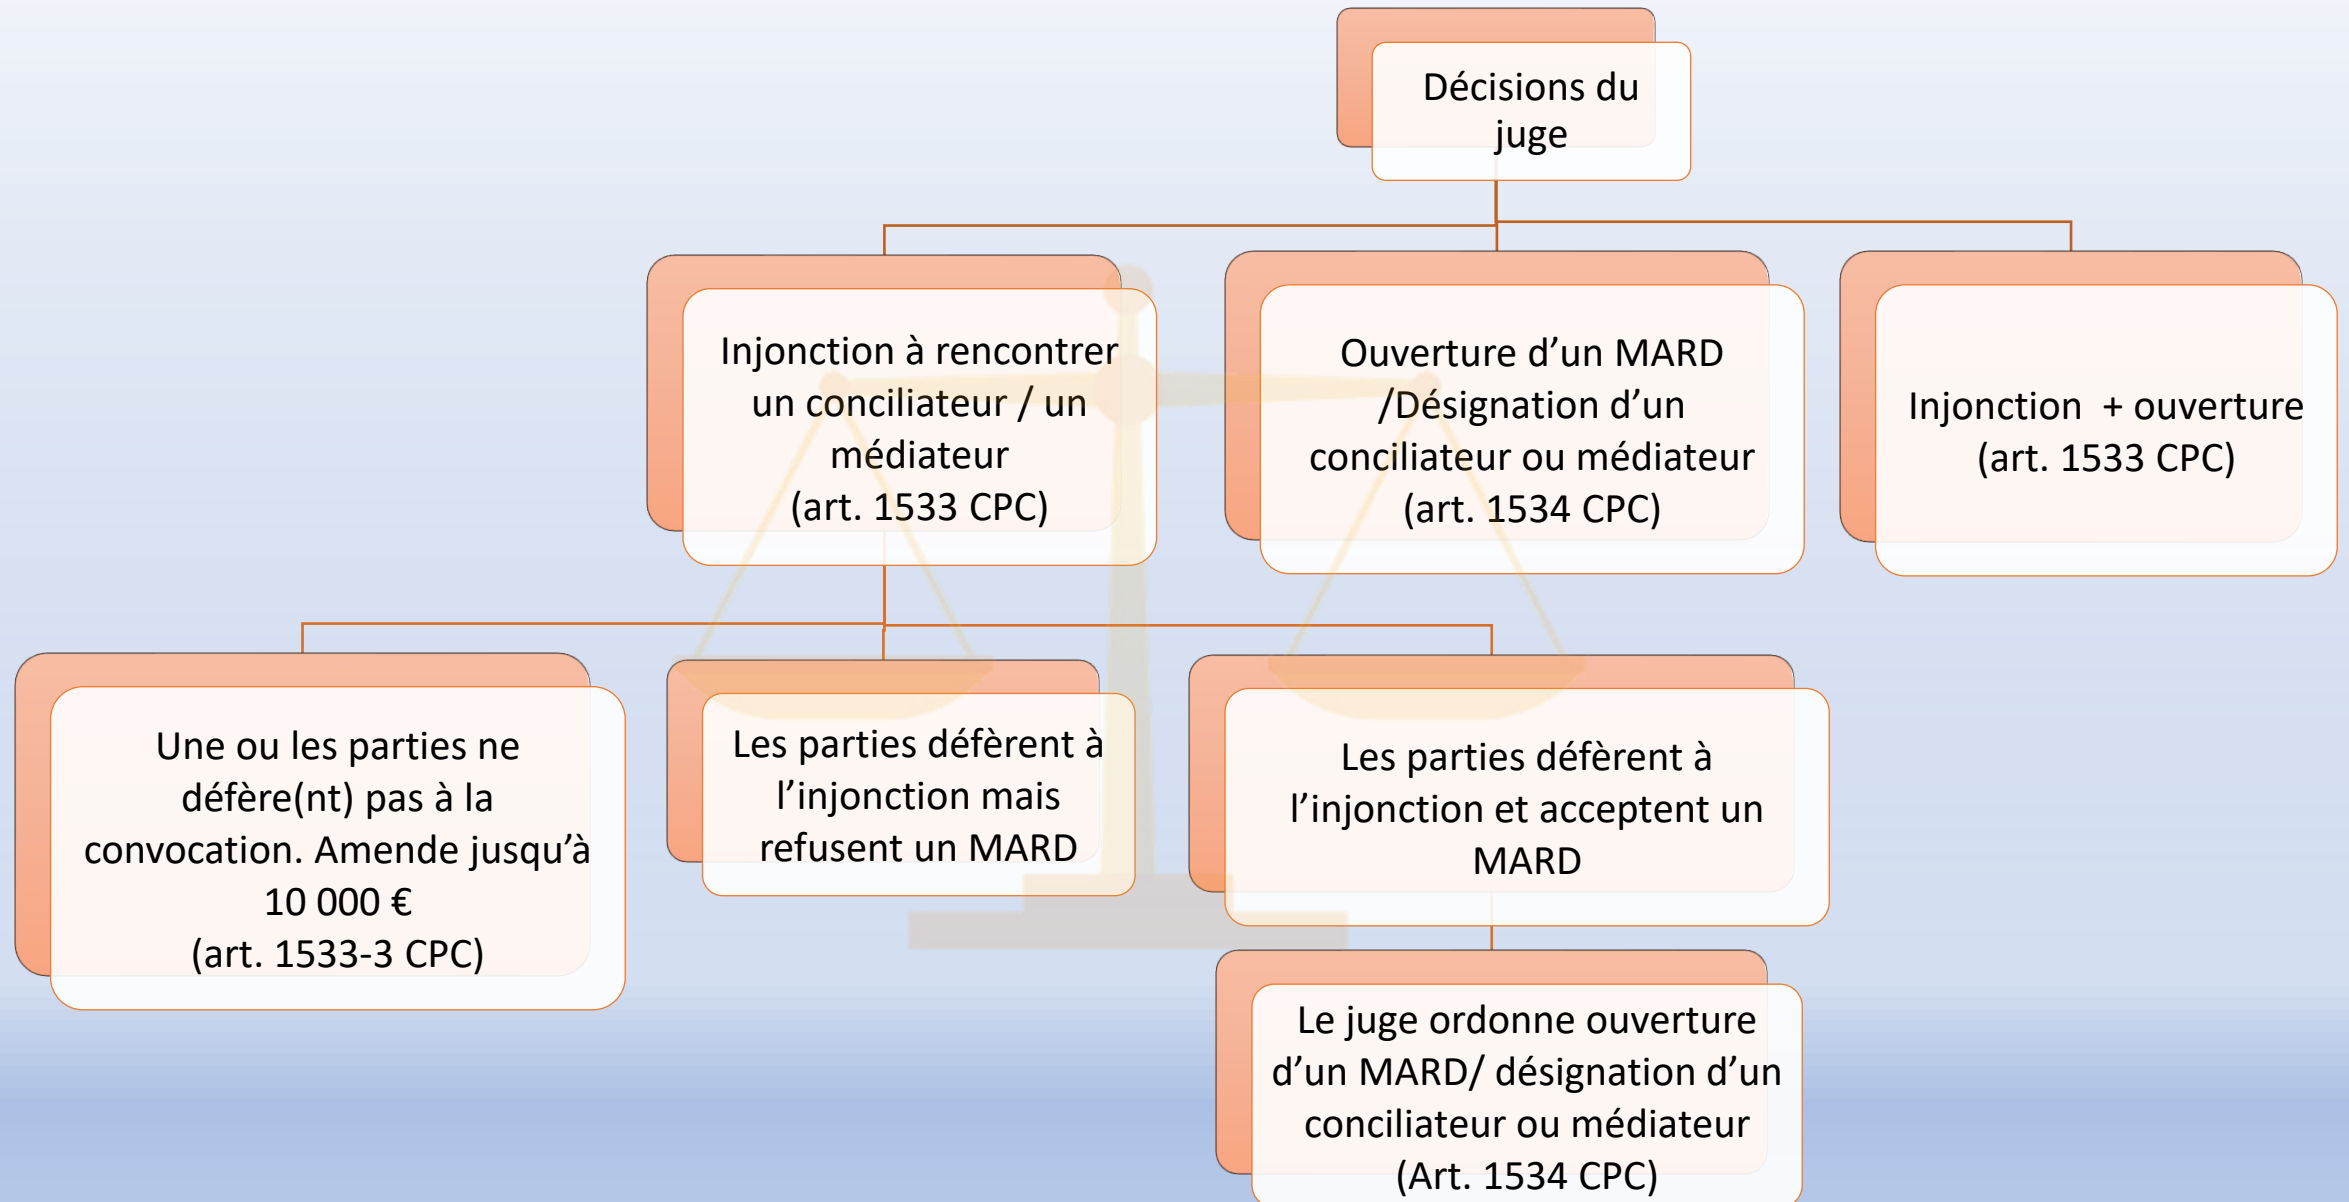 Décisions du
juge
Injonction à rencontrer
un conciliateur / un
médiateur
(art. 1533 CPC)
Ouverture d’un MARD
/Désignation d’un
conciliateur ou médiateur
(art. 1534 CPC)
Injonction + ouverture
(art. 1533 CPC)
Une ou les parties ne
défère(nt) pas à la
convocation. Amende jusqu’à
10 000 €
(art. 1533-3 CPC)
Les parties défèrent à
l’injonction mais
refusent un MARD
Les parties défèrent à
l’injonction et acceptent un
MARD
Le juge ordonne ouverture
d’un MARD/ désignation d’un
conciliateur ou médiateur
(Art. 1534 CPC)